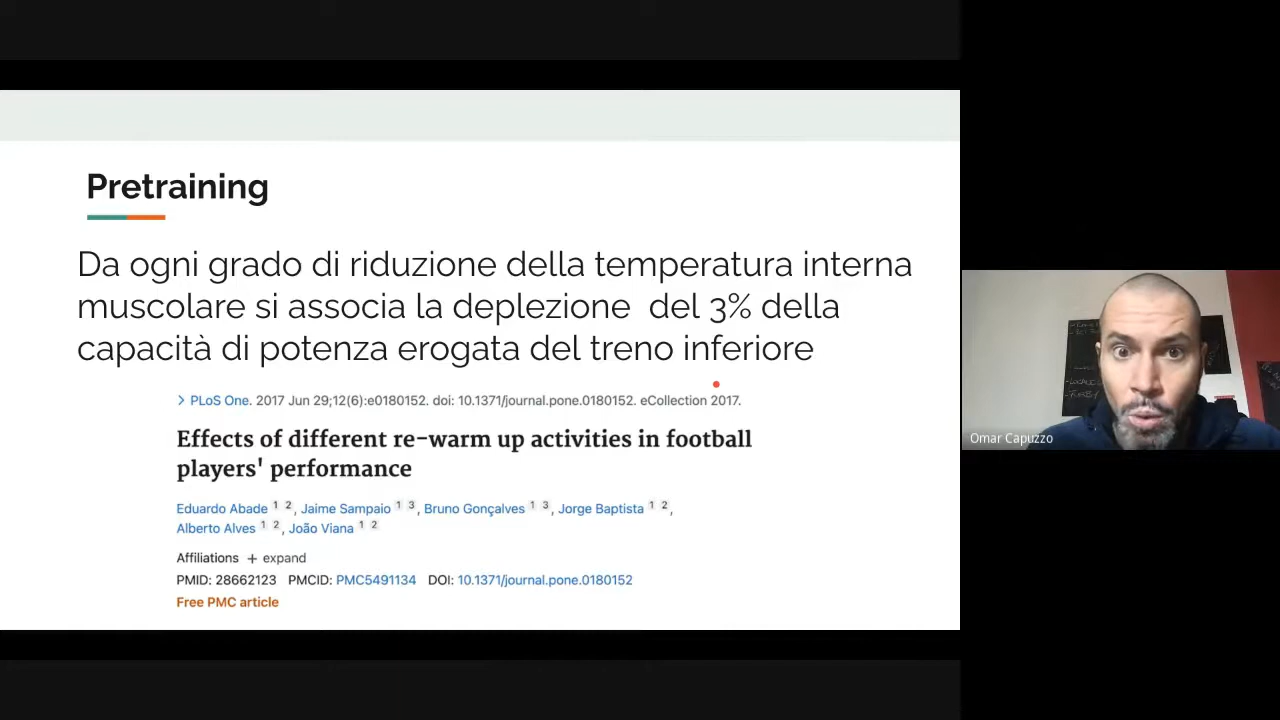 Pretraining
Da ogni grado di riduzione della temperatura interna
muscolare si associa la deplezione del 3% della
capacità di potenza erogata del treno inferiore
> PLoS One. 2017 Jun 29;12(6):e0180152. doi: 10.1371/journal.pone.0180152. eCollection 2017.
Effects of different re-warm up activities in football
players' performance
Eduardo Abade 1 2, Jaime Sampaio 1 3, Bruno Gonçalves 1 3, Jorge Baptista 1 2,
Alberto Alves 1 2, João Viana 1 2
Affiliations + expand
PMID: 28662123 PMCID: PMC5491134 DOI: 10.1371/journal.pone.0180152
Free PMC article
Omar Capuzzo